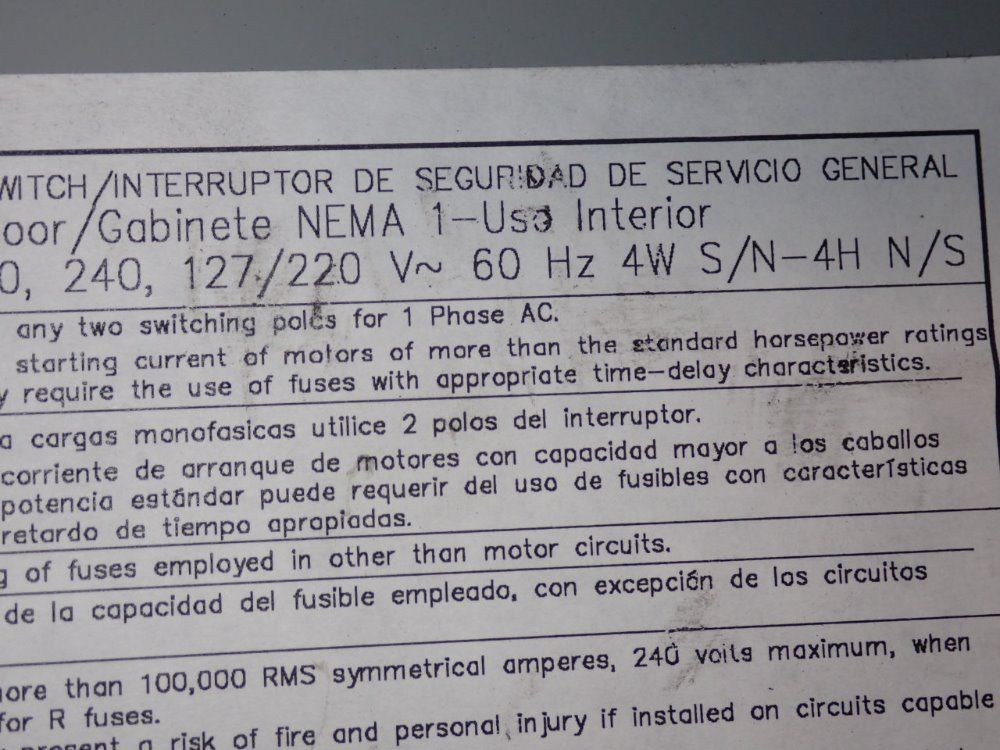 WITCH/INTERRUPTOR DE SEGURIDAD DE SERVICIO GENERAL
oor/Gabinete NEMA 1-Uso Interior
0, 240, 127/220 V~ 60 Hz 4W S/N-4H N/S
any two switching poles for 1 Phase AC.
starting current of motors of more than the standard horsepower ratings
y require the use of fuses with appropriate time-delay characteristics.
a cargas monofasicas utilice 2 polos del interruptor.
corriente de arranque de motores con capacidad mayor a los caballos
potencia estándar puede requerir del uso de fusibles con características
retardo de tiempo apropiadas.
g of fuses employed in other than motor circuits.
de la capacidad del fusible empleado, con excepción de los circuitos
ore than 100,000 RMS symmetrical amperes, 240 volts maximum, when
for R fuses.
present a risk of fire and personal injury if installed on circuits capable